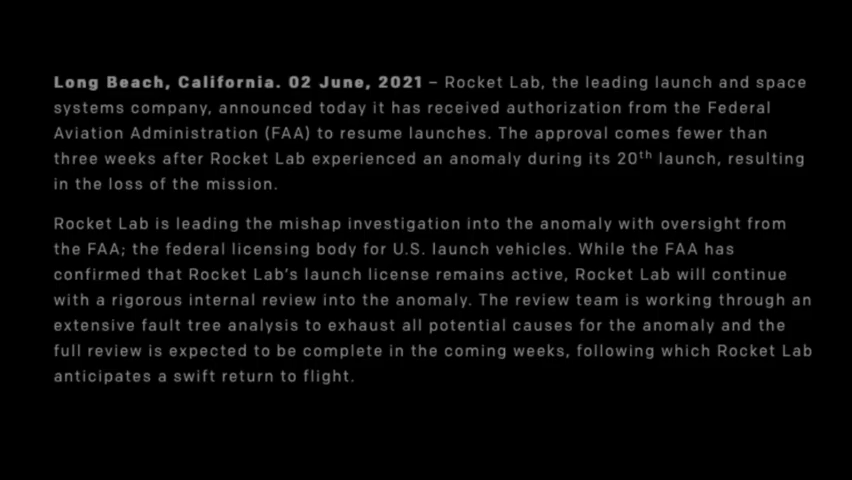 Long Beach, California. 02 June, 2021 – Rocket Lab, the leading launch and space
systems company, announced today it has received authorization from the Federal
Aviation Administration (FAA) to resume launches. The approval comes fewer than
three weeks after Rocket Lab experienced an anomaly during its 20th launch, resulting
in the loss of the mission.
Rocket Lab is leading the mishap investigation into the anomaly with oversight from
the FAA; the federal licensing body for U.S. launch vehicles. While the FAA has
confirmed that Rocket Lab's launch license remains active, Rocket Lab will continue
with a rigorous internal review into the anomaly. The review team is working through an
extensive fault tree analysis to exhaust all potential causes for the anomaly and the
full review is expected to be complete in the coming weeks, following which Rocket Lab
anticipates a swift return to flight.